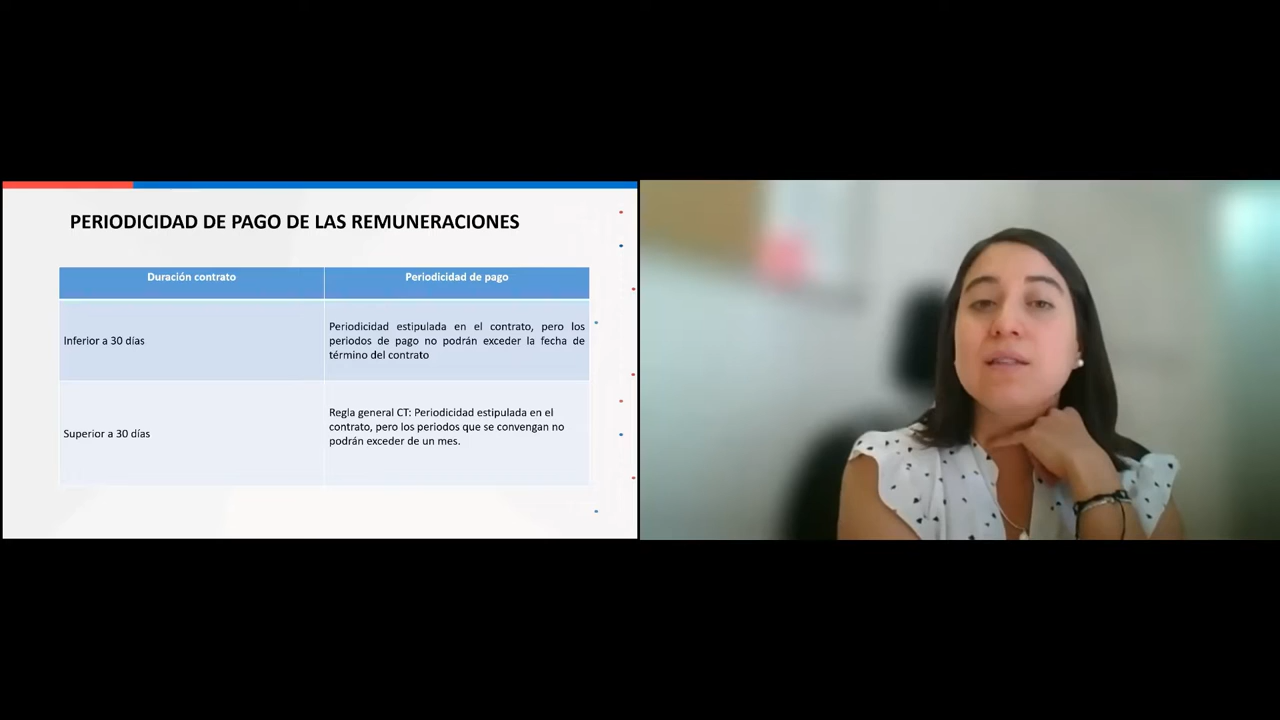 PERIODICIDAD DE PAGO DE LAS REMUNERACIONES
Duración contrato
Periodicidad de pago
Inferior a 30 días
Periodicidad estipulada en el contrato, pero los
periodos de pago no podrán exceder la fecha de
término del contrato
Superior a 30 días
Regla general CT: Periodicidad estipulada en el
contrato, pero los periodos que se convengan no
podrán exceder de un mes.